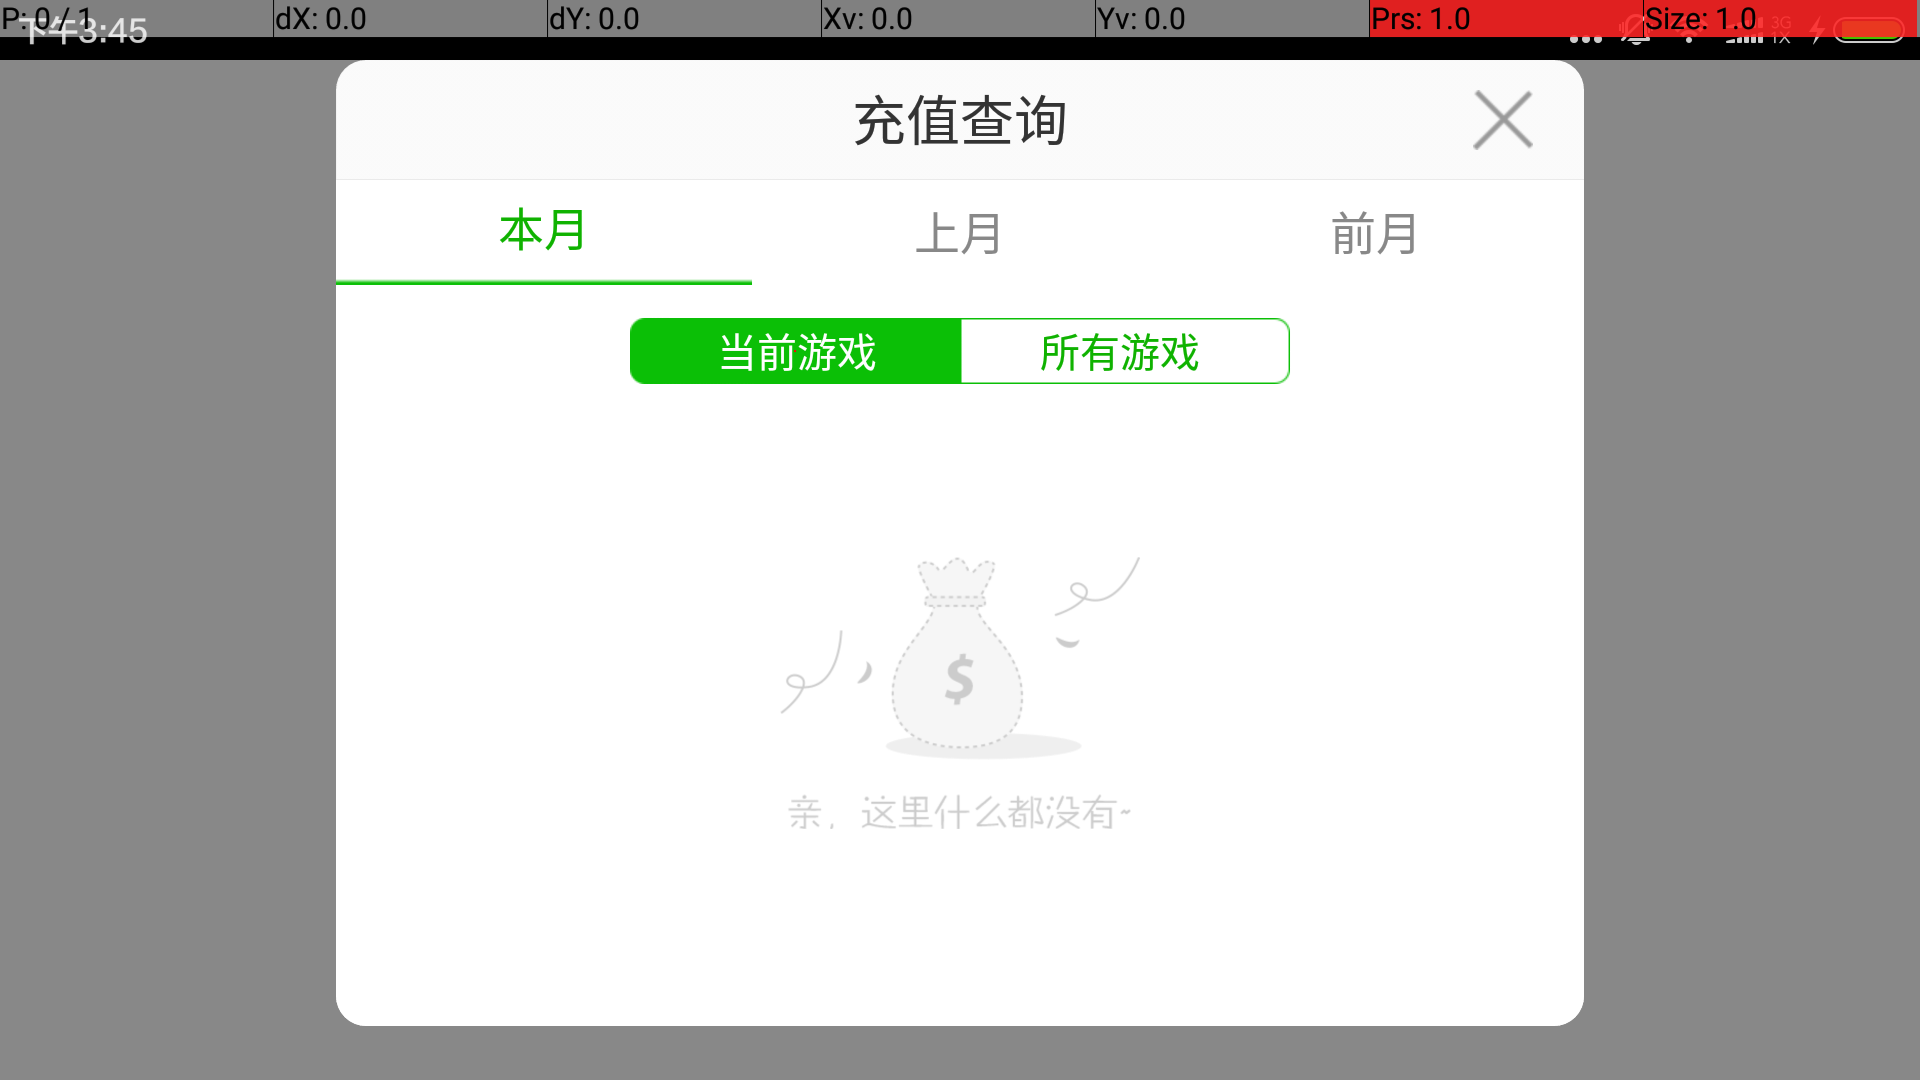 P: 0 / 1 dX: 0.0 dY: 0.0 Xv: 0.0 Yv: 0.0 Prs: 1.0 Size: 1.0
下午3:45 3G 1X
充值查询
本月 上月 前月
当前游戏 所有游戏
$
亲，这里什么都没有~